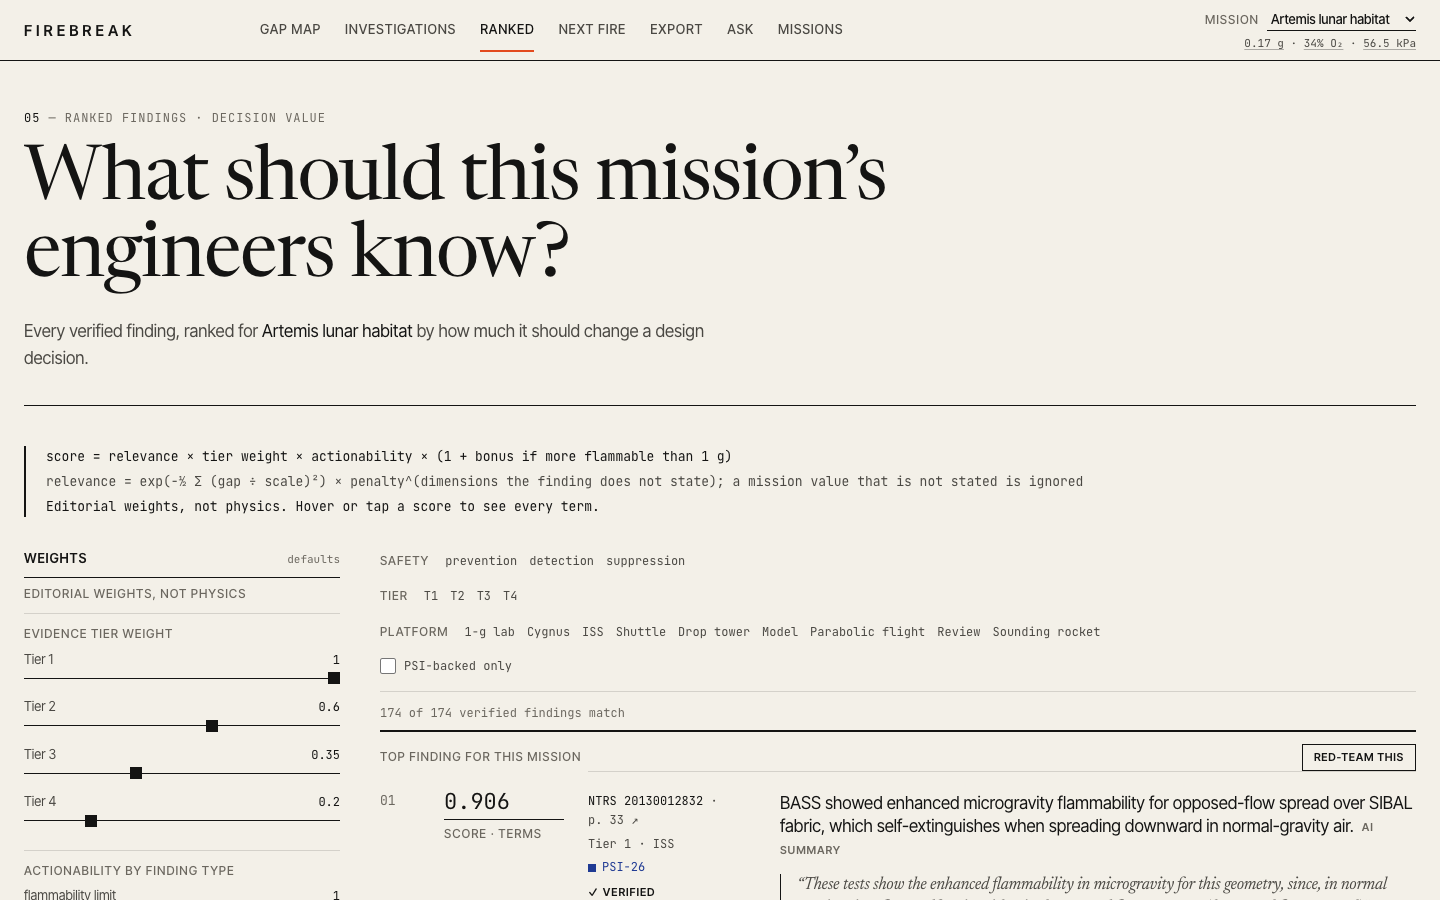 FIREBREAK
GAP MAP INVESTIGATIONS RANKED NEXT FIRE EXPORT ASK MISSIONS
MISSION Artemis lunar habitat
0.17 g · 34% O₂ · 56.5 kPa
05 — RANKED FINDINGS · DECISION VALUE
What should this mission’s
engineers know?
Every verified finding, ranked for Artemis lunar habitat by how much it should change a design
decision.
score = relevance × tier weight × actionability × (1 + bonus if more flammable than 1 g)
relevance = exp(-½ Σ (gap ÷ scale)²) × penalty^(dimensions the finding does not state); a mission value that is not stated is ignored
Editorial weights, not physics. Hover or tap a score to see every term.
WEIGHTS defaults
EDITORIAL WEIGHTS, NOT PHYSICS
EVIDENCE TIER WEIGHT
Tier 1 1
Tier 2 0.6
Tier 3 0.35
Tier 4 0.2
ACTIONABILITY BY FINDING TYPE
flammability limit 1
SAFETY prevention detection suppression
TIER T1 T2 T3 T4
PLATFORM 1-g lab Cygnus ISS Shuttle Drop tower Model Parabolic flight Review Sounding rocket
PSI-backed only
174 of 174 verified findings match
TOP FINDING FOR THIS MISSION RED-TEAM THIS
01
0.906
SCORE · TERMS
NTRS 20130012832 ·
p. 33 ↗
Tier 1 · ISS
PSI-26
✓ VERIFIED
BASS showed enhanced microgravity flammability for opposed-flow spread over SIBAL
fabric, which self-extinguishes when spreading downward in normal-gravity air. AI
SUMMARY
“These tests show the enhanced flammability in microgravity for this geometry, since, in normal